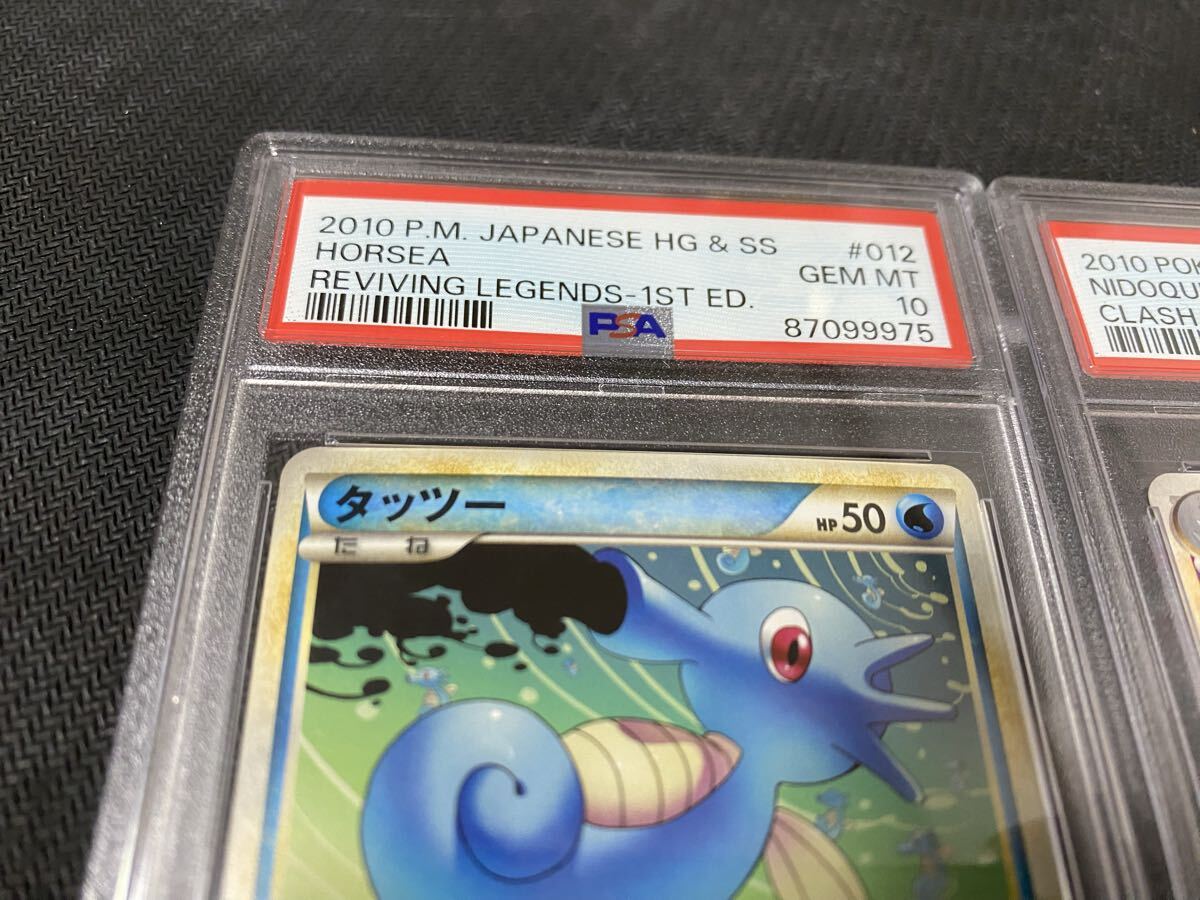 2010 P.M. JAPANESE HG & SS #012
HORSEA GEM MT
REVIVING LEGENDS-1ST ED. 10
PSA 87099975
タッツー HP50
たね
2010
NIDOQU
CLASH